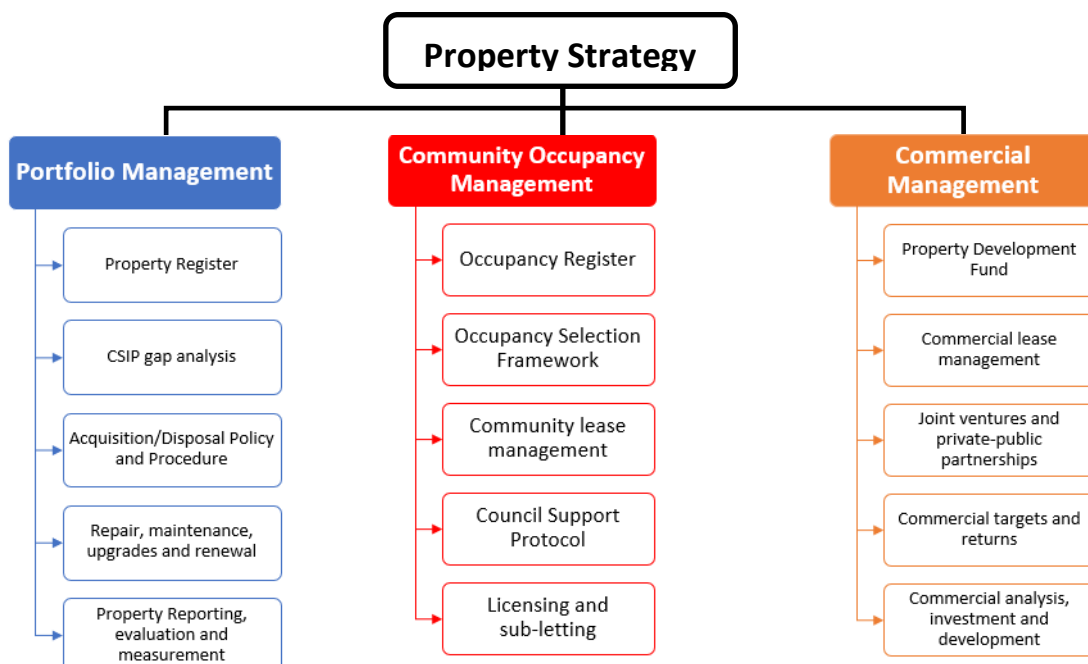 Property Strategy
Portfolio Management
Property Register
CSIP gap analysis
Acquisition/Disposal Policy
and Procedure
Repair, maintenance,
upgrades and renewal
Property Reporting,
evaluation and
measurement
Community Occupancy
Management
Occupancy Register
Occupancy Selection
Framework
Community lease
management
Council Support
Protocol
Licensing and
sub-letting
Commercial
Management
Property Development
Fund
Commercial lease
management
Joint ventures and
private-public
partnerships
Commercial targets and
returns
Commercial analysis,
investment and
development